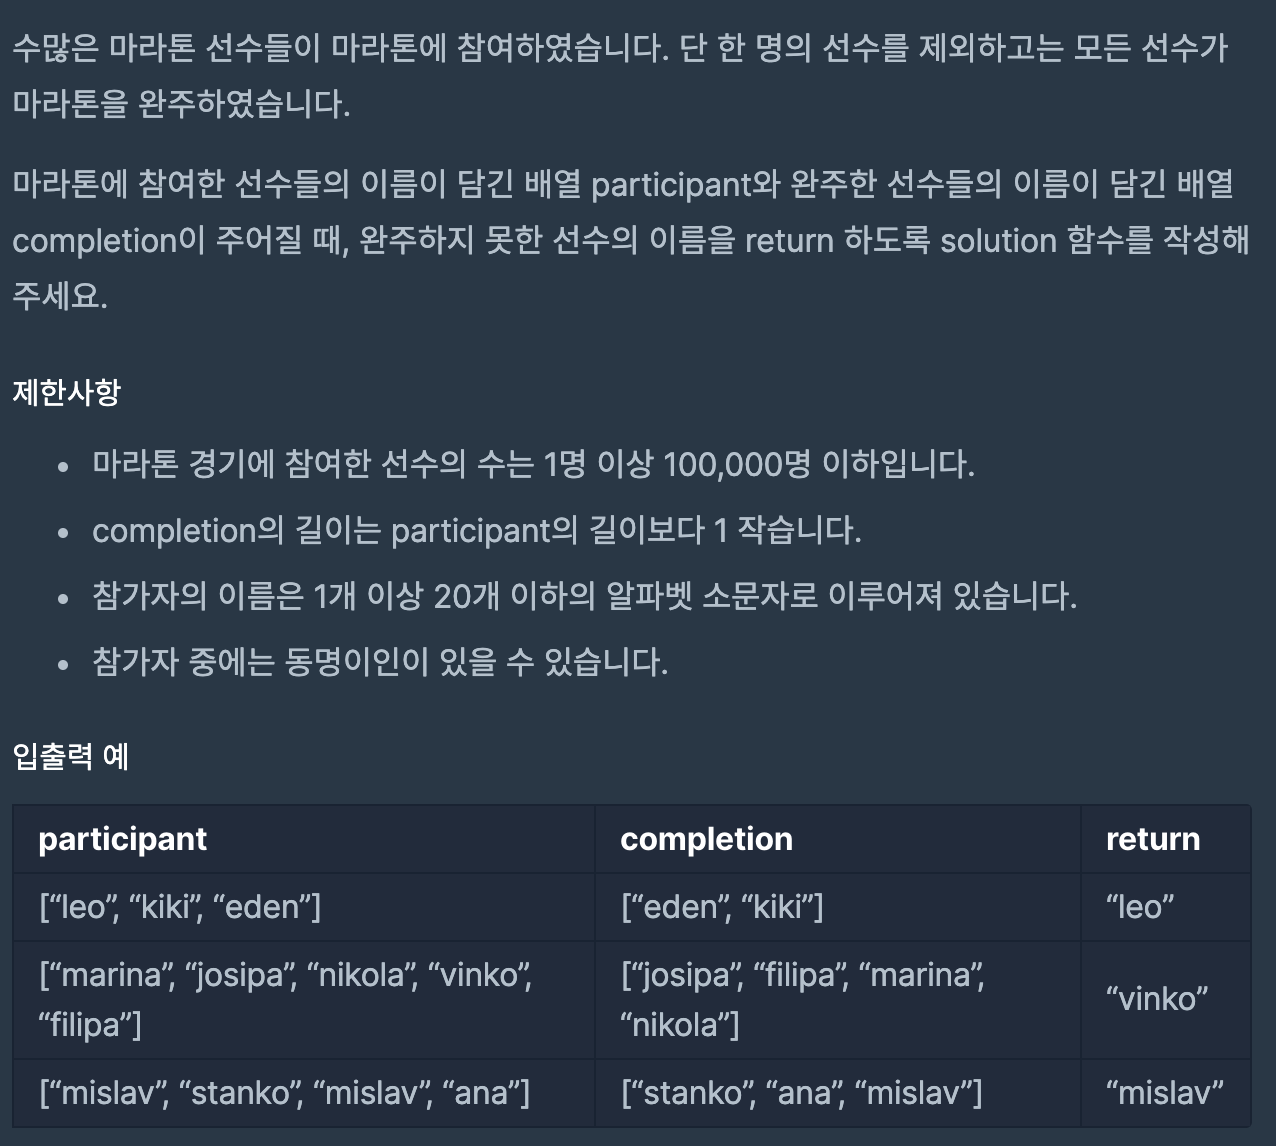 수많은 마라톤 선수들이 마라톤에 참여하였습니다. 단 한 명의 선수를 제외하고는 모든 선수가
마라톤을 완주하였습니다.
마라톤에 참여한 선수들의 이름이 담긴 배열 participant와 완주한 선수들의 이름이 담긴 배열
completion이 주어질 때, 완주하지 못한 선수의 이름을 return 하도록 solution 함수를 작성해
주세요.
제한사항
• 마라톤 경기에 참여한 선수의 수는 1명 이상 100,000명 이하입니다.
• completion의 길이는 participant의 길이보다 1 작습니다.
• 참가자의 이름은 1개 이상 20개 이하의 알파벳 소문자로 이루어져 있습니다.
• 참가자 중에는 동명이인이 있을 수 있습니다.
입출력 예
participant completion return
[“leo”, “kiki”, “eden”] [“eden”, “kiki”] “leo”
[“marina”, “josipa”, “nikola”, “vinko”, [“josipa”, “filipa”, “marina”,
“vinko”
“filipa”] “nikola”]
[“mislav”, “stanko”, “mislav”, “ana”] [“stanko”, “ana”, “mislav”] “mislav”